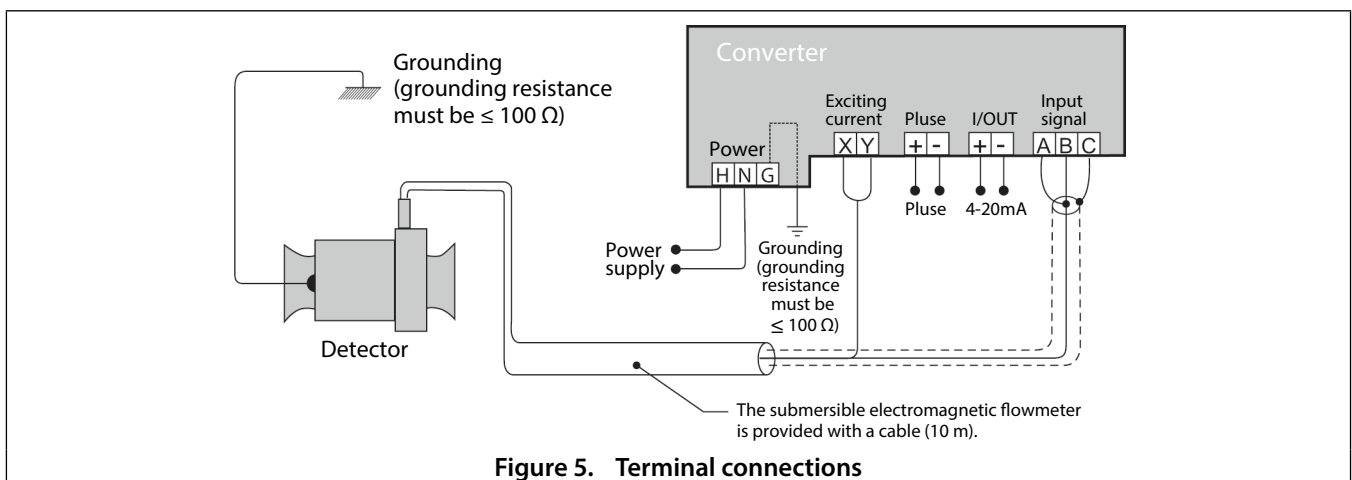 Converter
Grounding
(grounding resistance
must be ≤ 100 Ω)
Exciting
current
Pluse
I/OUT
Input
signal
Power
X Y
+ -
+ -
A B C
H N G
Pluse
4-20mA
Power
supply
Grounding
(grounding
resistance
must be
≤ 100 Ω)
Detector
The submersible electromagnetic flowmeter
is provided with a cable (10 m).
Figure 5. Terminal connections